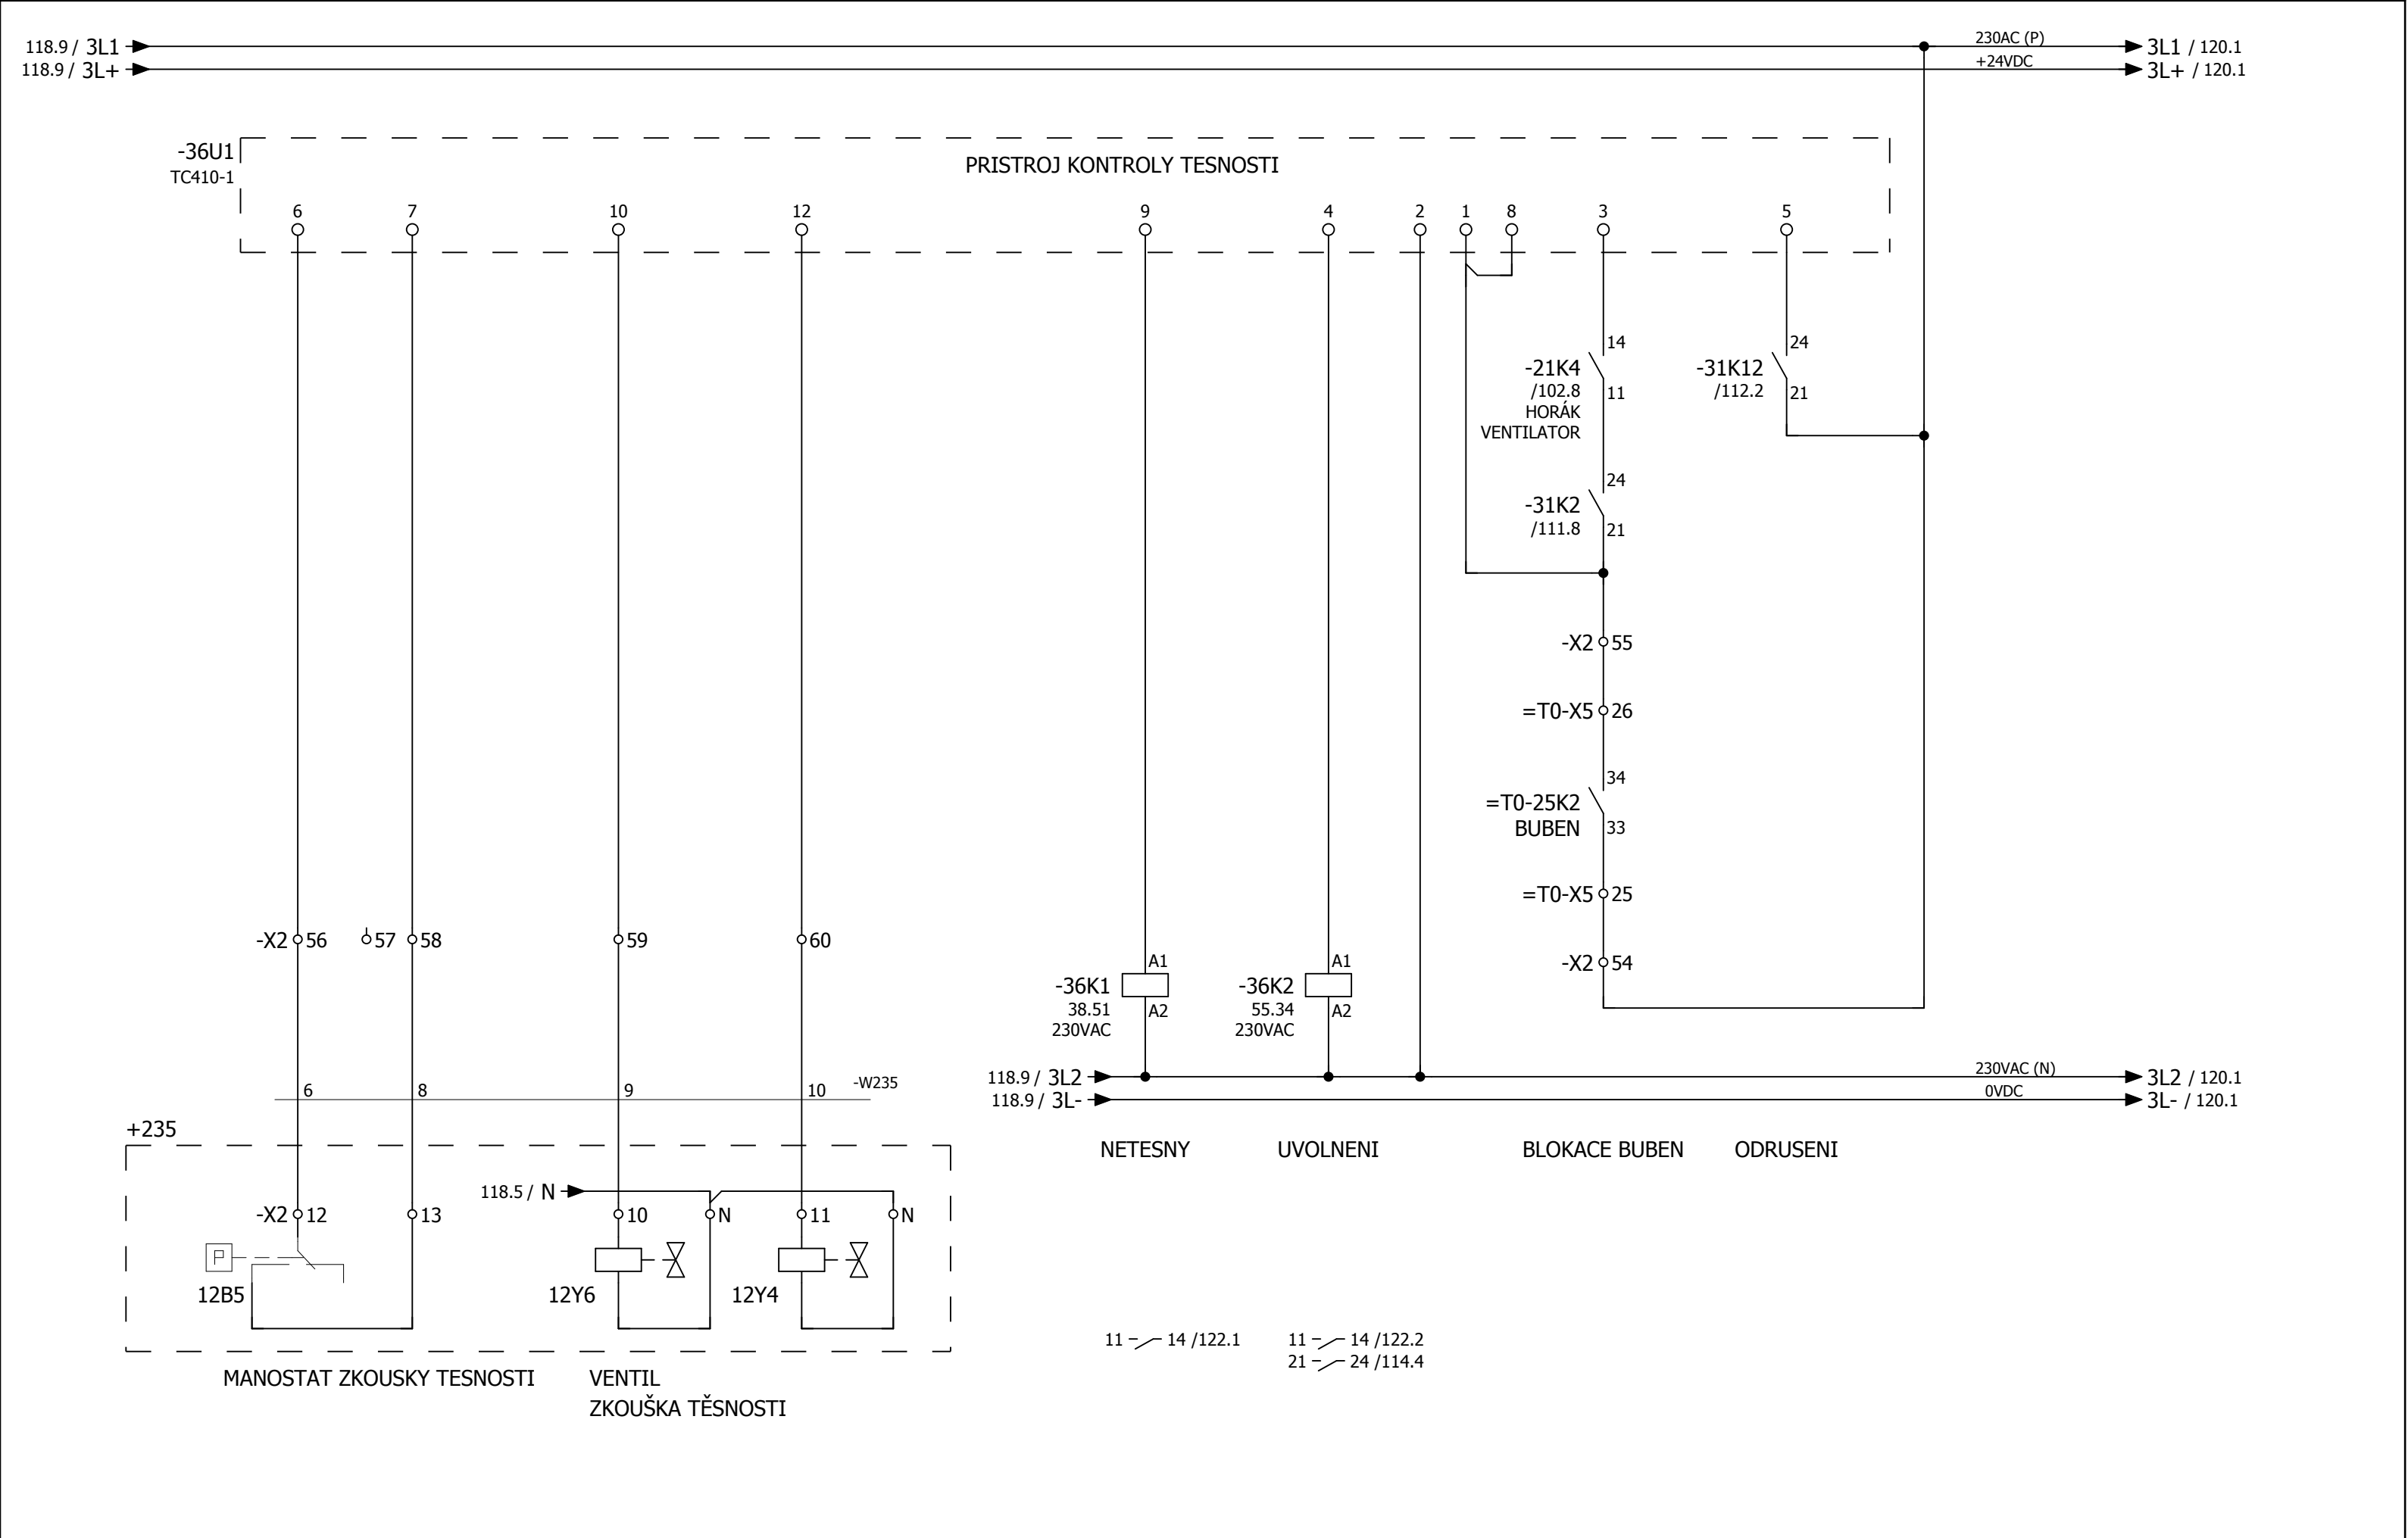 118.9 / 3L1
230AC (P)
3L1 / 120.1
118.9 / 3L+
+24VDC
3L+ / 120.1
-36U1
TC410-1
PRISTROJ KONTROLY TESNOSTI
6 7 10 12 9 4 2 1 8 3 5
14
-21K4
/102.8
11
HORÁK
VENTILATOR
24
-31K12
/112.2
21
24
-31K2
/111.8
21
-X2 55
=T0-X5 26
34
=T0-25K2
BUBEN
33
=T0-X5 25
-X2 54
-X2 56 57 58 59 60
A1
-36K1
38.51
A2
230VAC
A1
-36K2
55.34
A2
230VAC
118.9 / 3L2
230VAC (N)
3L2 / 120.1
118.9 / 3L-
0VDC
3L- / 120.1
6 8 9 10 -W235
+235
NETESNY UVOLNENI BLOKACE BUBEN ODRUSENI
118.5 / N
-X2 12 13 10 N 11 N
P
12B5 12Y6 12Y4
11 14 /122.1
11 14 /122.2
21 24 /114.4
MANOSTAT ZKOUSKY TESNOSTI
VENTIL
ZKOUŠKA TĚSNOSTI